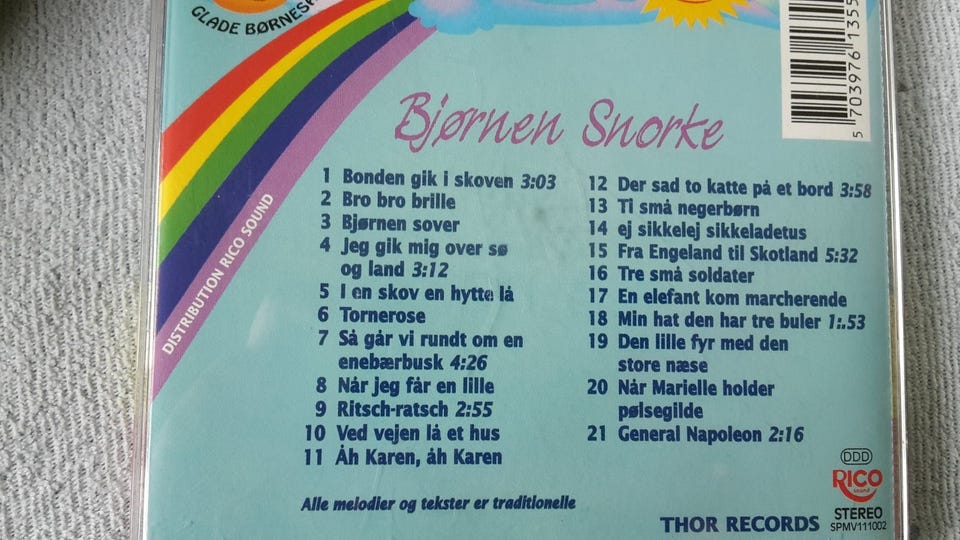 GLADE BØRNES
5 703976 1355
Bjørnen Snorke
1 Bonden gik i skoven 3:03
2 Bro bro brille
3 Bjørnen sover
4 Jeg gik mig over sø
og land 3:12
5 I en skov en hytte lå
6 Tornerose
7 Så går vi rundt om en
enebærbusk 4:26
8 Når jeg får en lille
9 Ritsch-ratsch 2:55
10 Ved vejen lå et hus
11 Åh Karen, åh Karen
12 Der sad to katte på et bord 3:58
13 Ti små negerbørn
14 ej sikkelej sikkeladetus
15 Fra Engeland til Skotland 5:32
16 Tre små soldater
17 En elefant kom marcherende
18 Min hat den har tre buler 1:.53
19 Den lille fyr med den
store næse
20 Når Marielle holder
pølsegilde
21 General Napoleon 2:16
DISTRIBUTION RICO SOUND
Alle melodier og tekster er traditionelle
THOR RECORDS
DDD
RICO
sound
STEREO
SPMV111002